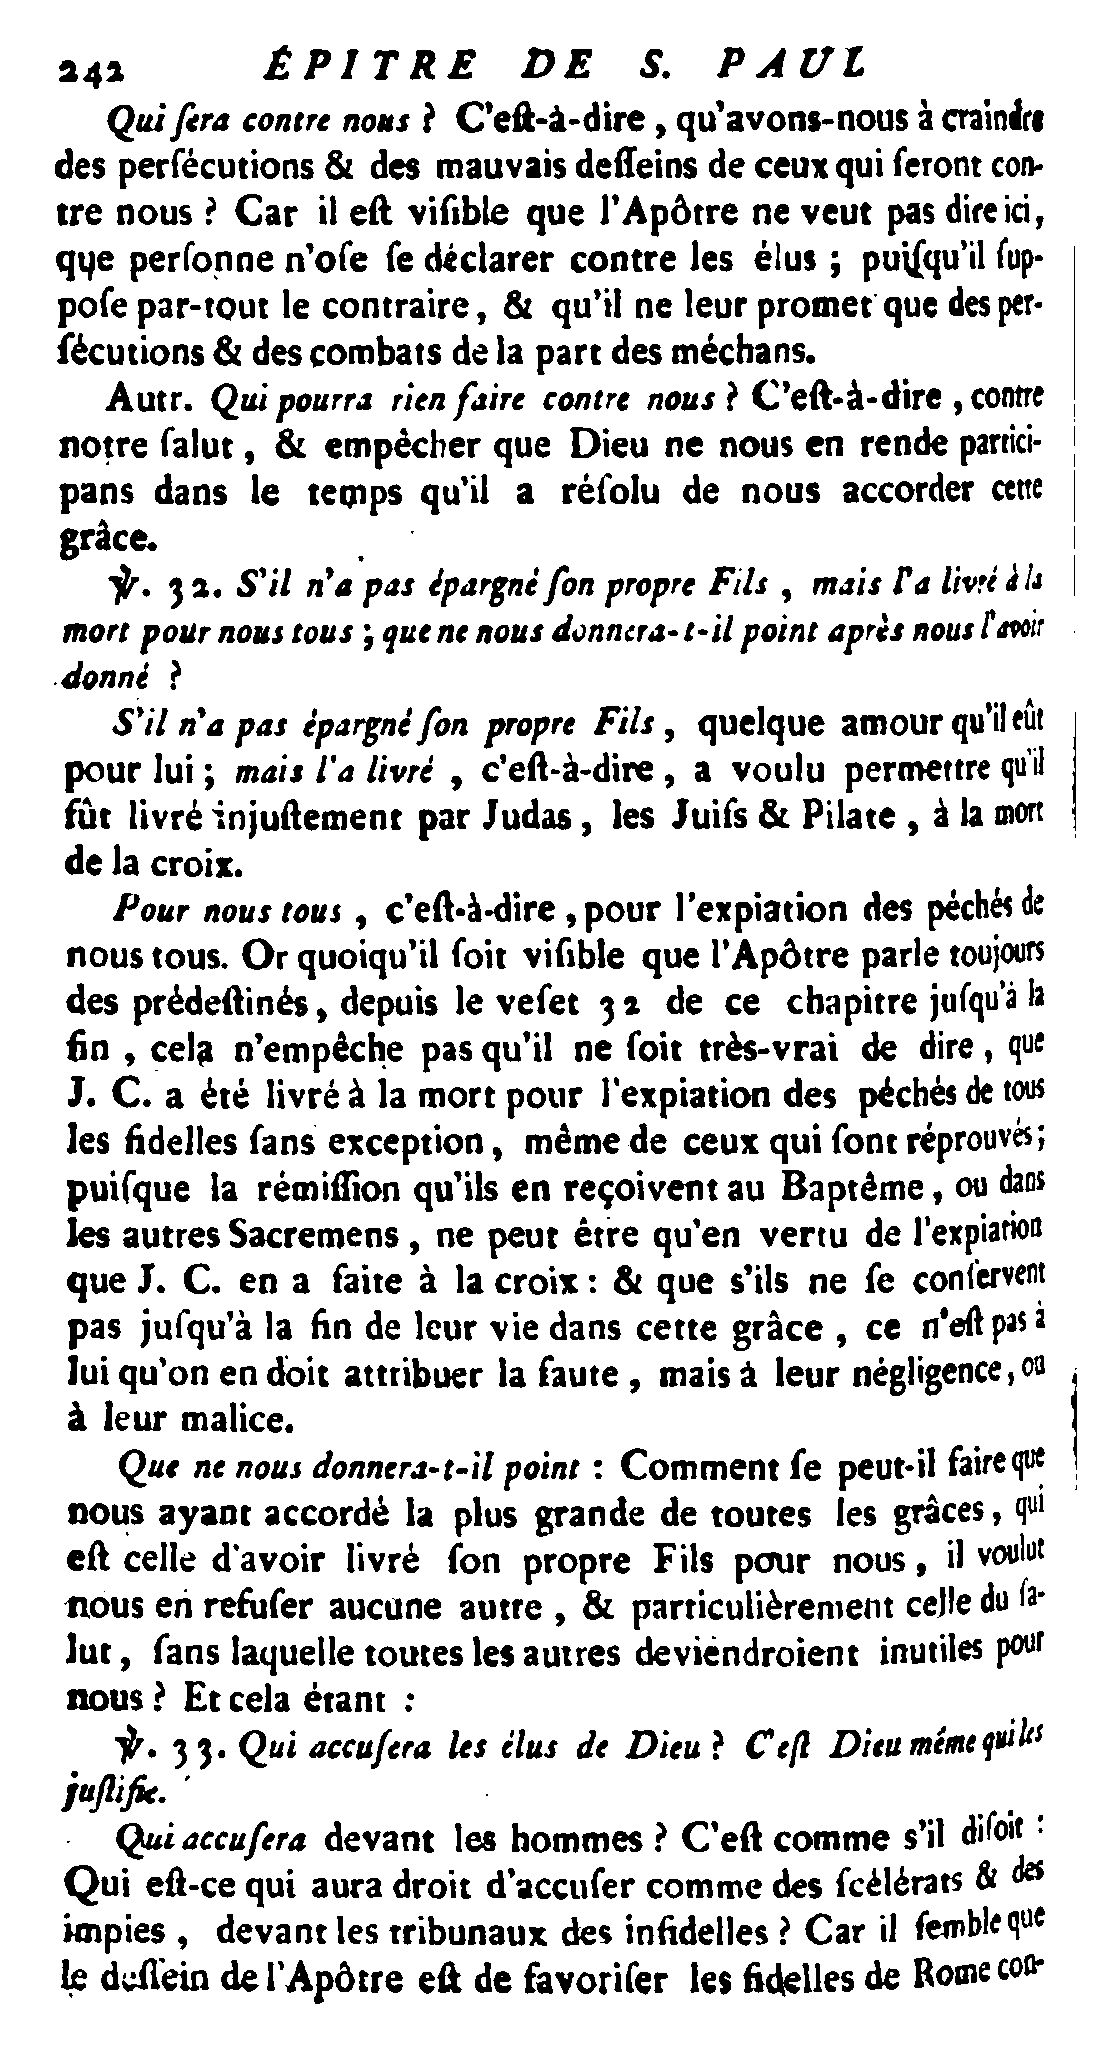 242 ÉPITRE DE S. PAUL
Qui ſera contre nous ? C'eſt-à-dire , qu'avons-nous à craindre
des perſécutions & des mauvais deſſeins de ceux qui ſeront con-
tre nous ? Car il eſt viſible que l'Apôtre ne veut pas dire ici,
que perſonne n'oſe ſe déclarer contre les élus ; puiſqu'il ſup-
poſe par-tout le contraire, & qu'il ne leur promet que des per-
ſécutions & des combats de la part des méchans.
Autr. Qui pourra rien faire contre nous ? C'eſt-à-dire , contre
notre ſalut , & empêcher que Dieu ne nous en rende partici-
pans dans le temps qu'il a réſolu de nous accorder cette
grâce.
℣. 32. S'il n'a pas épargné ſon propre Fils , mais l'a livré à la
mort pour nous tous ; que ne nous donnera-t-il point après nous l'avoir
donné ?
S'il n'a pas épargné ſon propre Fils , quelque amour qu'il eût
pour lui ; mais l'a livré , c'eſt-à-dire , a voulu permettre qu'il
fût livré injuſtement par Judas, les Juiſs & Pilate , à la mort
de la croix.
Pour nous tous , c'eſt-à-dire , pour l'expiation des péchés de
nous tous. Or quoiqu'il ſoit viſible que l'Apôtre parle toujours
des prédeſtinés, depuis le veſet 32 de ce chapitre juſqu'à la
fin , cela n'empêche pas qu'il ne ſoit très-vrai de dire, que
J. C. a été livré à la mort pour l'expiation des péchés de tous
les fidelles ſans exception, même de ceux qui ſont réprouvés;
puiſque la rémiſſion qu'ils en reçoivent au Baptême, ou dans
les autres Sacremens , ne peut être qu'en vertu de l'expiation
que J. C. en a faite à la croix : & que s'ils ne ſe conſervent
pas juſqu'à la fin de leur vie dans cette grâce , ce n'eſt pas à
lui qu'on en doit attribuer la faute , mais à leur négligence, ou
à leur malice.
Que ne nous donnera-t-il point : Comment ſe peut-il faire que
nous ayant accordé la plus grande de toutes les grâces, qui
eſt celle d'avoir livré ſon propre Fils pour nous , il voulut
nous en refuſer aucune autre , & particulièrement celle du ſa-
lut, ſans laquelle toutes les autres deviendroient inutiles pour
nous ? Et cela étant :
℣. 33. Qui accuſera les élus de Dieu ? C'eſt Dieu même qui les
juſtifie.
Qui accuſera devant les hommes ? C'eſt comme s'il diſoit :
Qui eſt-ce qui aura droit d'accuſer comme des ſcélérats & des
impies , devant les tribunaux des infidelles ? Car il ſemble que
le deſſein de l'Apôtre eſt de favoriſer les fidelles de Rome con-